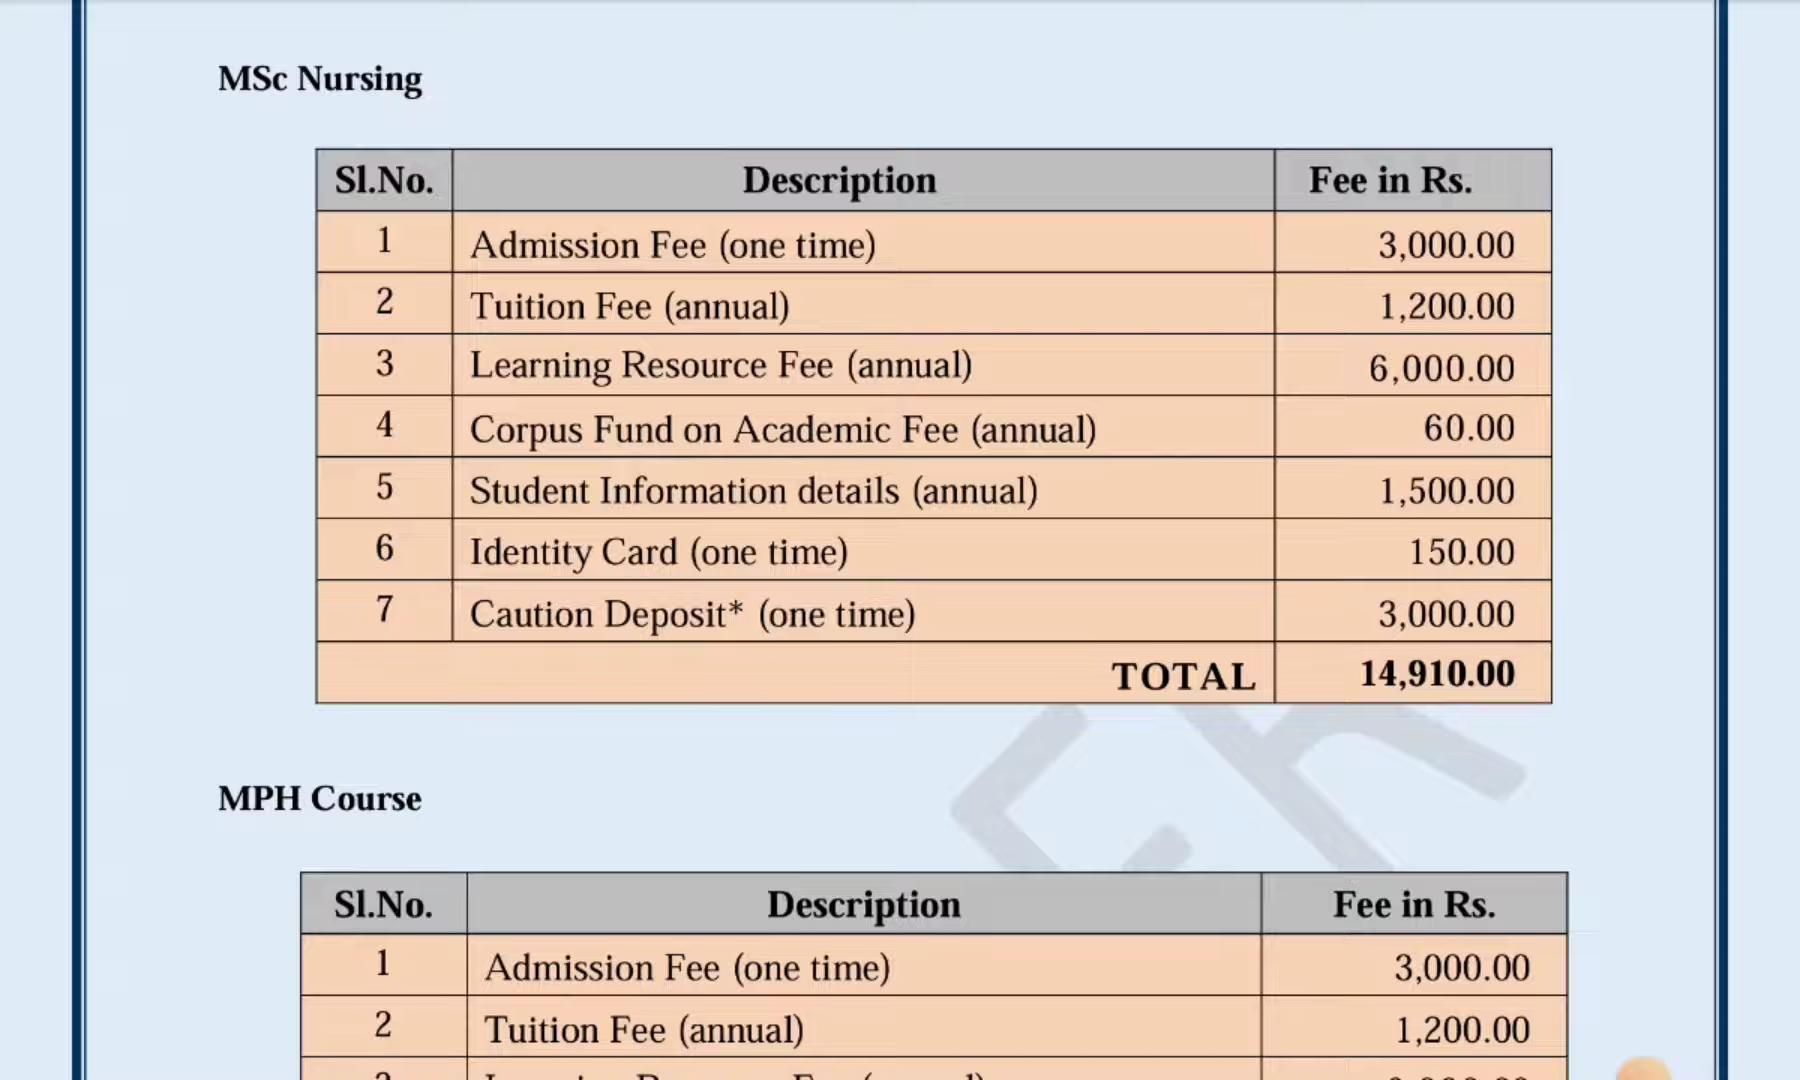 MSc Nursing
Sl.No. Description Fee in Rs.
1 Admission Fee (one time) 3,000.00
2 Tuition Fee (annual) 1,200.00
3 Learning Resource Fee (annual) 6,000.00
4 Corpus Fund on Academic Fee (annual) 60.00
5 Student Information details (annual) 1,500.00
6 Identity Card (one time) 150.00
7 Caution Deposit* (one time) 3,000.00
TOTAL 14,910.00
MPH Course
Sl.No. Description Fee in Rs.
1 Admission Fee (one time) 3,000.00
2 Tuition Fee (annual) 1,200.00